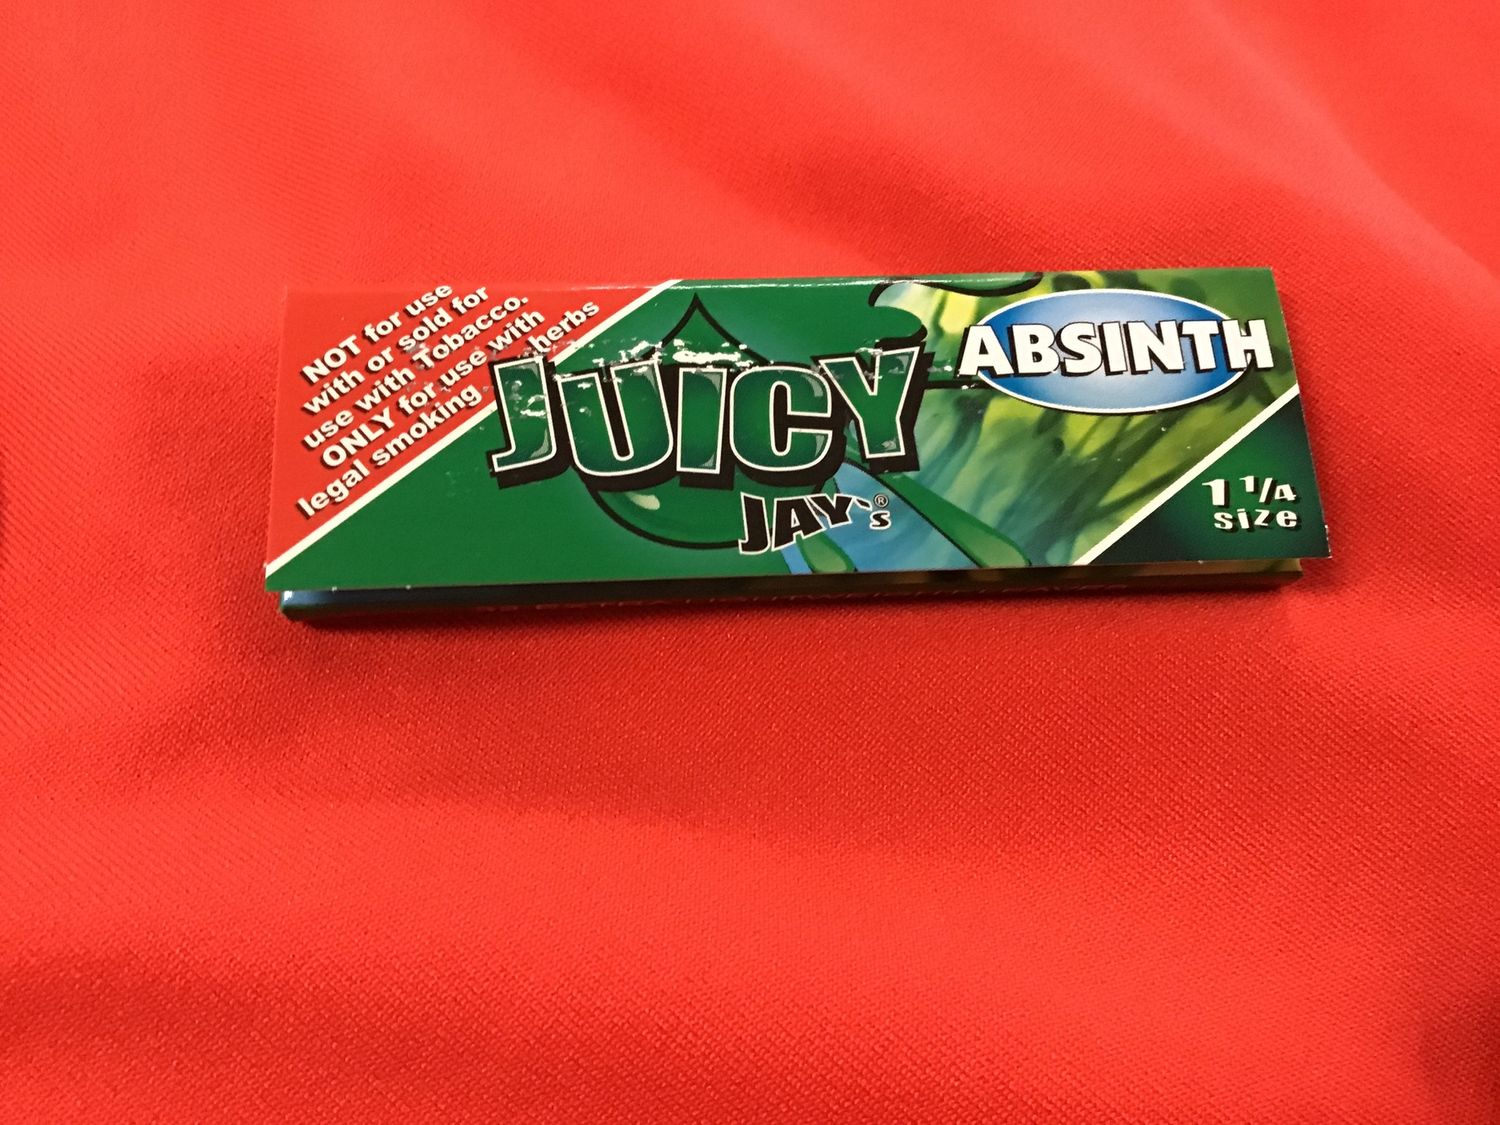 NOT for use
with or sold for
use with Tobacco.
ONLY for use with
legal smoking herbs
JUICY
JAY'S®
ABSINTH
1 1/4
size